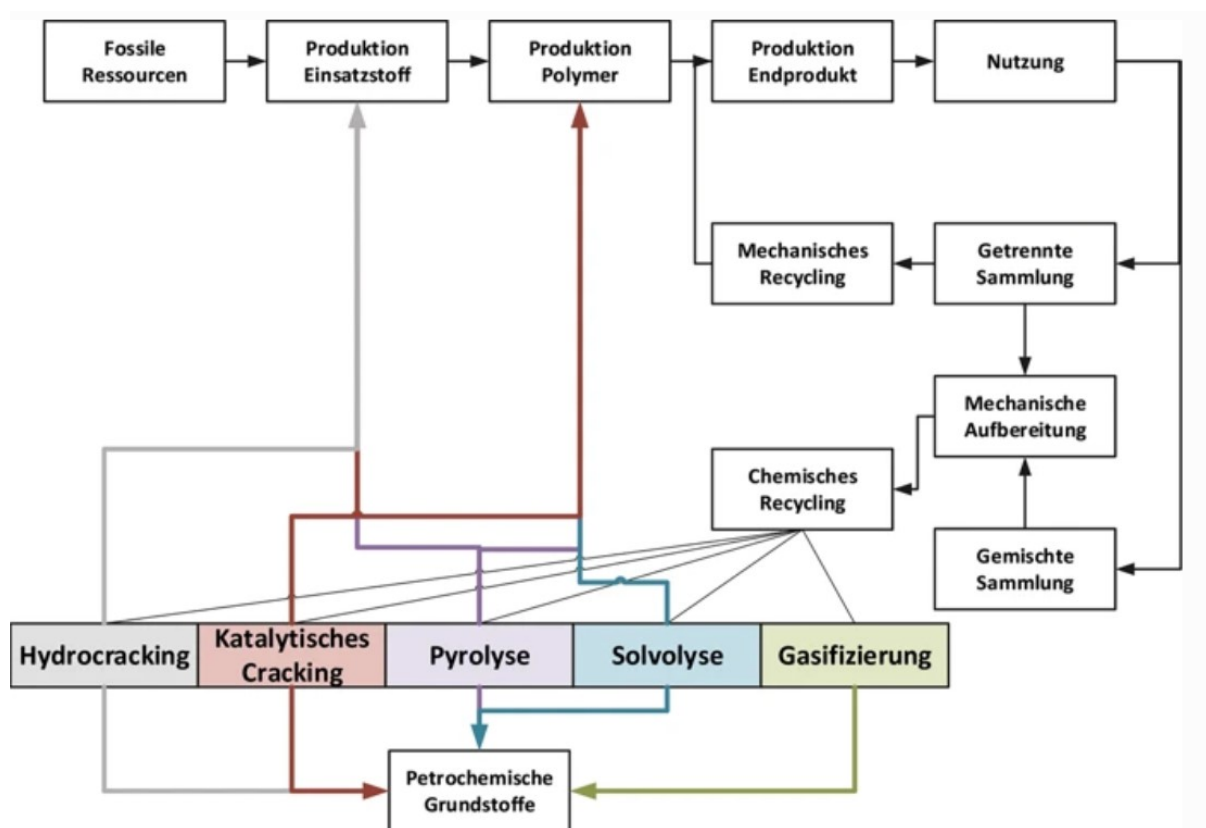 Fossile
Ressourcen
Produktion
Einsatzstoff
Produktion
Polymer
Produktion
Endprodukt
Nutzung
Mechanisches
Recycling
Getrennte
Sammlung
Mechanische
Aufbereitung
Chemisches
Recycling
Gemischte
Sammlung
Hydrocracking
Katalytisches
Cracking
Pyrolyse
Solvolyse
Gasifizierung
Petrochemische
Grundstoffe